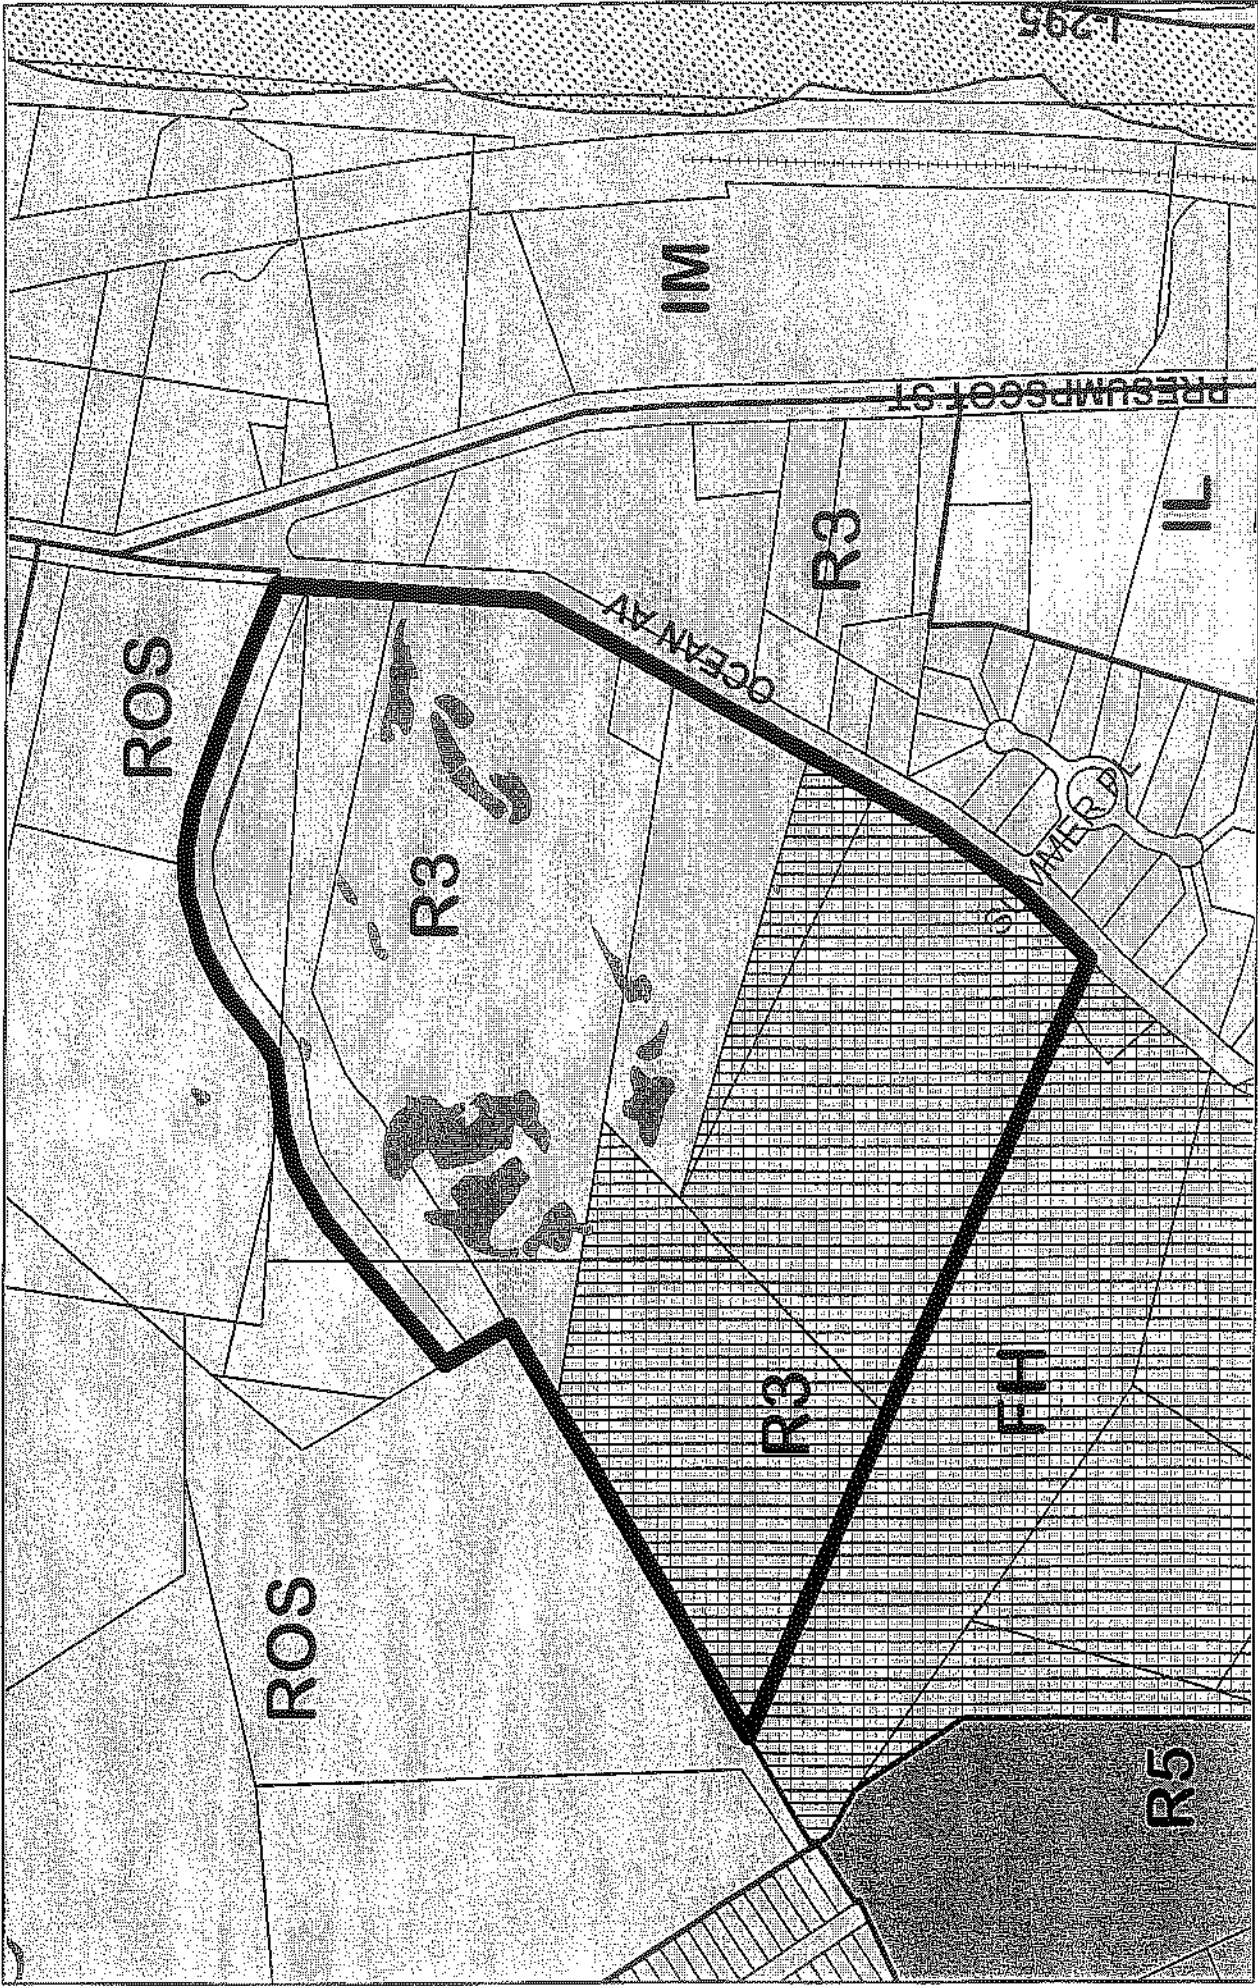 I-295
IM
PRESUMPSCOT ST
IL
R3
OCEAN AV
ROS
R3
SUMMER PL
R3
FH
ROS
R5